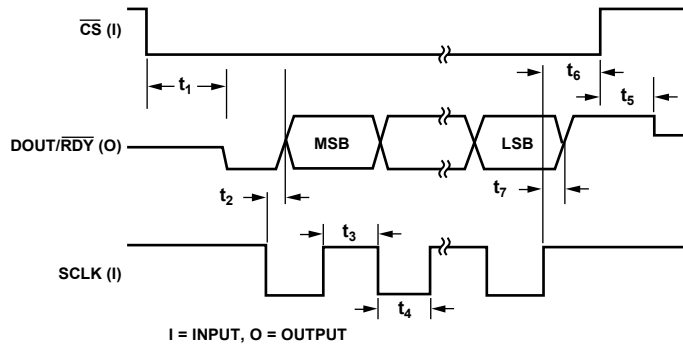 CS (I)
t1
t6
t5
DOUT/RDY (O)
MSB
LSB
t2
t7
t3
SCLK (I)
t4
I = INPUT, O = OUTPUT